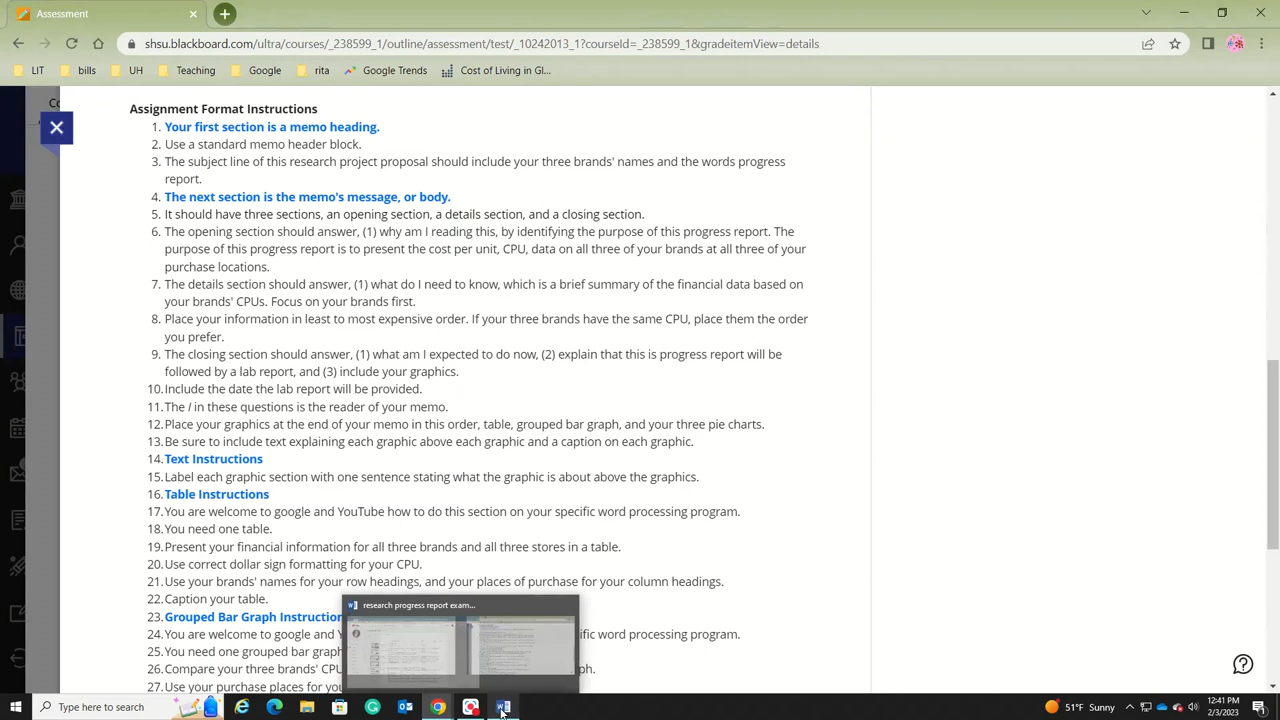 Assessment
shsu.blackboard.com/ultra/courses/_238599_1/outline/assessment/test/_10242013_1?courseId=_238599_1&gradeitemView=details
LIT bills UH Teaching Google rita Google Trends Cost of Living in Gl...
Co
Assignment Format Instructions
1. Your first section is a memo heading.
2. Use a standard memo header block.
3. The subject line of this research project proposal should include your three brands' names and the words progress
report.
4. The next section is the memo's message, or body.
5. It should have three sections, an opening section, a details section, and a closing section.
6. The opening section should answer, (1) why am I reading this, by identifying the purpose of this progress report. The
purpose of this progress report is to present the cost per unit, CPU, data on all three of your brands at all three of your
purchase locations.
7. The details section should answer, (1) what do I need to know, which is a brief summary of the financial data based on
your brands' CPUs. Focus on your brands first.
8. Place your information in least to most expensive order. If your three brands have the same CPU, place them the order
you prefer.
9. The closing section should answer, (1) what am I expected to do now, (2) explain that this is progress report will be
followed by a lab report, and (3) include your graphics.
10. Include the date the lab report will be provided.
11. The I in these questions is the reader of your memo.
12. Place your graphics at the end of your memo in this order, table, grouped bar graph, and your three pie charts.
13. Be sure to include text explaining each graphic above each graphic and a caption on each graphic.
14. Text Instructions
15. Label each graphic section with one sentence stating what the graphic is about above the graphics.
16. Table Instructions
17. You are welcome to google and YouTube how to do this section on your specific word processing program.
18. You need one table.
19. Present your financial information for all three brands and all three stores in a table.
20. Use correct dollar sign formatting for your CPU.
21. Use your brands' names for your row headings, and your places of purchase for your column headings.
22. Caption your table.
research progress report exam...
23. Grouped Bar Graph Instruction
24. You are welcome to google and Y
ific word processing program.
25. You need one grouped bar graph
26. Compare your three brands' CPU
ph.
27. Use your purchase places for you
Type here to search
71°F Sunny
12:41 PM
2/3/2023
1